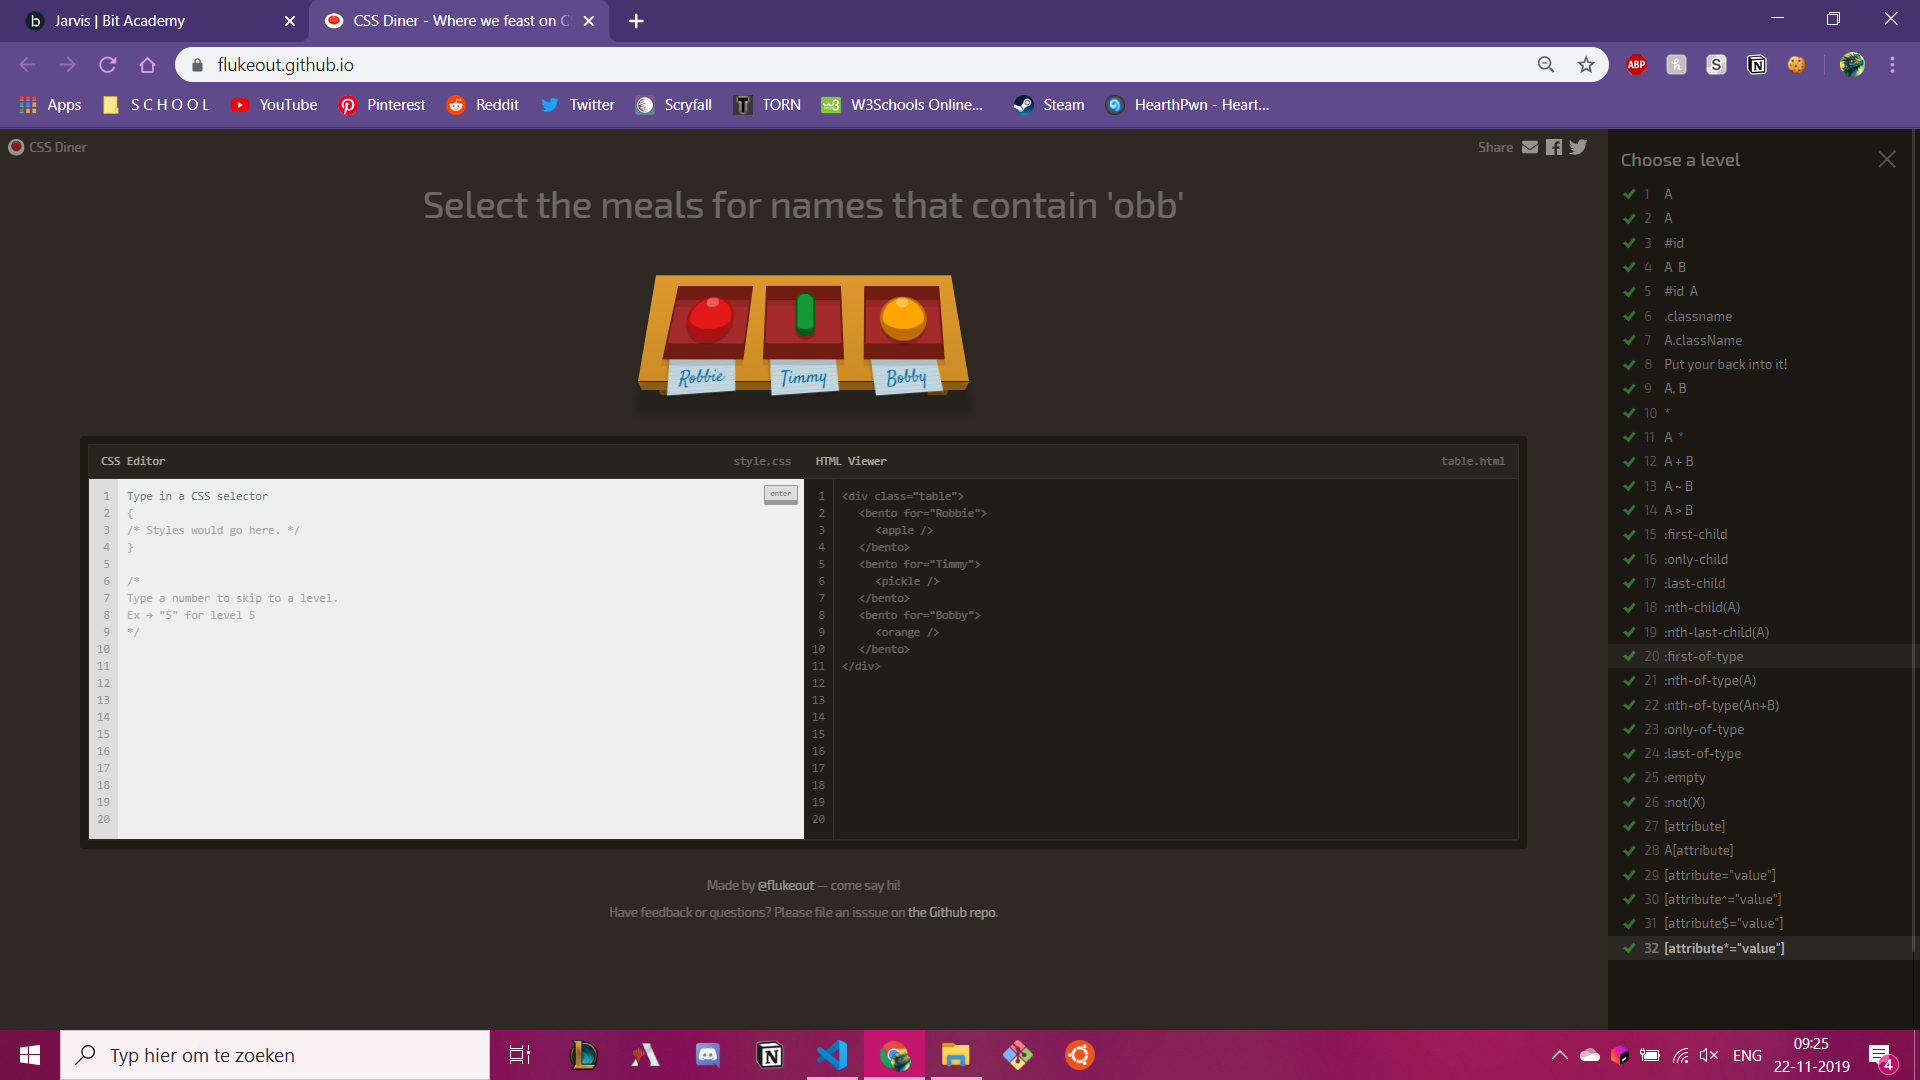 Jarvis | Bit Academy
CSS Diner - Where we feast on C
flukeout.github.io
ABP
Apps
S C H O O L
YouTube
Pinterest
Reddit
Twitter
Scryfall
TORN
W3Schools Online...
Steam
HearthPwn - Heart...
CSS Diner
Share
Select the meals for names that contain 'obb'
Robbie
Timmy
Bobby
CSS Editor
style.css
1 Type in a CSS selector
enter
2 {
3 /* Styles would go here. */
4 }
5
6 /*
7 Type a number to skip to a level.
8 Ex → "5" for level 5
9 */
10
11
12
13
14
15
16
17
18
19
20
HTML Viewer
table.html
1 <div class="table">
2 <bento for="Robbie">
3 <apple />
4 </bento>
5 <bento for="Timmy">
6 <pickle />
7 </bento>
8 <bento for="Bobby">
9 <orange />
10 </bento>
11 </div>
12
13
14
15
16
17
18
19
20
Made by @flukeout — come say hi!
Have feedback or questions? Please file an isssue on the Github repo.
Choose a level
1 A
2 A
3 #id
4 A B
5 #id A
6 .classname
7 A.className
8 Put your back into it!
9 A, B
10 *
11 A *
12 A + B
13 A ~ B
14 A > B
15 :first-child
16 :only-child
17 :last-child
18 :nth-child(A)
19 :nth-last-child(A)
20 :first-of-type
21 :nth-of-type(A)
22 :nth-of-type(An+B)
23 :only-of-type
24 :last-of-type
25 :empty
26 :not(X)
27 [attribute]
28 A[attribute]
29 [attribute="value"]
30 [attribute^="value"]
31 [attribute$="value"]
32 [attribute*="value"]
Typ hier om te zoeken
ENG
09:25
22-11-2019
4